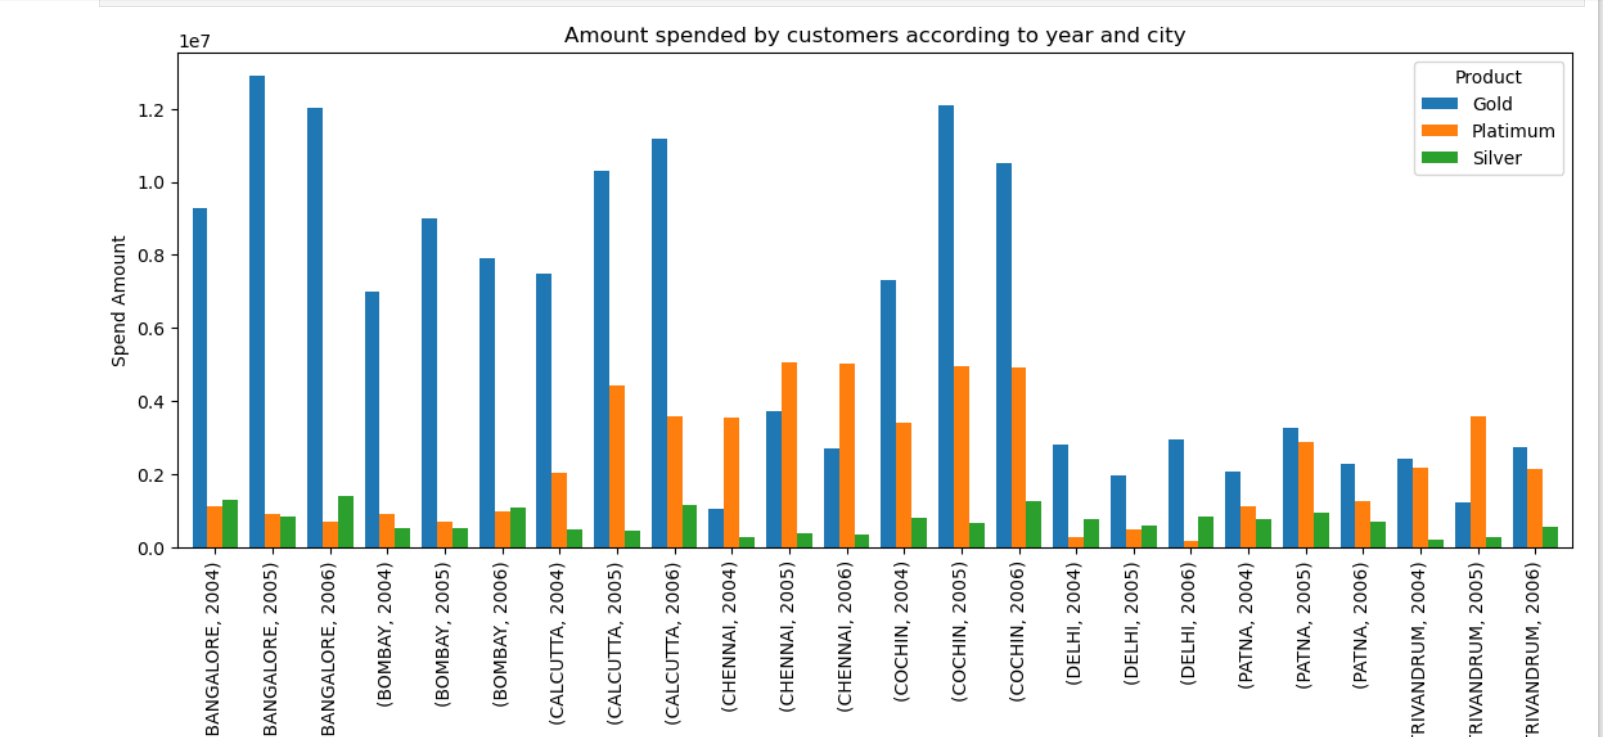 Amount spended by customers according to year and city
1e7
Product
Gold
Platimum
Silver
Spend Amount
1.2
1.0
0.8
0.6
0.4
0.2
0.0
BANGALORE, 2004)
BANGALORE, 2005)
BANGALORE, 2006)
(BOMBAY, 2004)
(BOMBAY, 2005)
(BOMBAY, 2006)
(CALCUTTA, 2004)
(CALCUTTA, 2005)
(CALCUTTA, 2006)
(CHENNAI, 2004)
(CHENNAI, 2005)
(CHENNAI, 2006)
(COCHIN, 2004)
(COCHIN, 2005)
(COCHIN, 2006)
(DELHI, 2004)
(DELHI, 2005)
(DELHI, 2006)
(PATNA, 2004)
(PATNA, 2005)
(PATNA, 2006)
TRIVANDRUM, 2004)
TRIVANDRUM, 2005)
TRIVANDRUM, 2006)